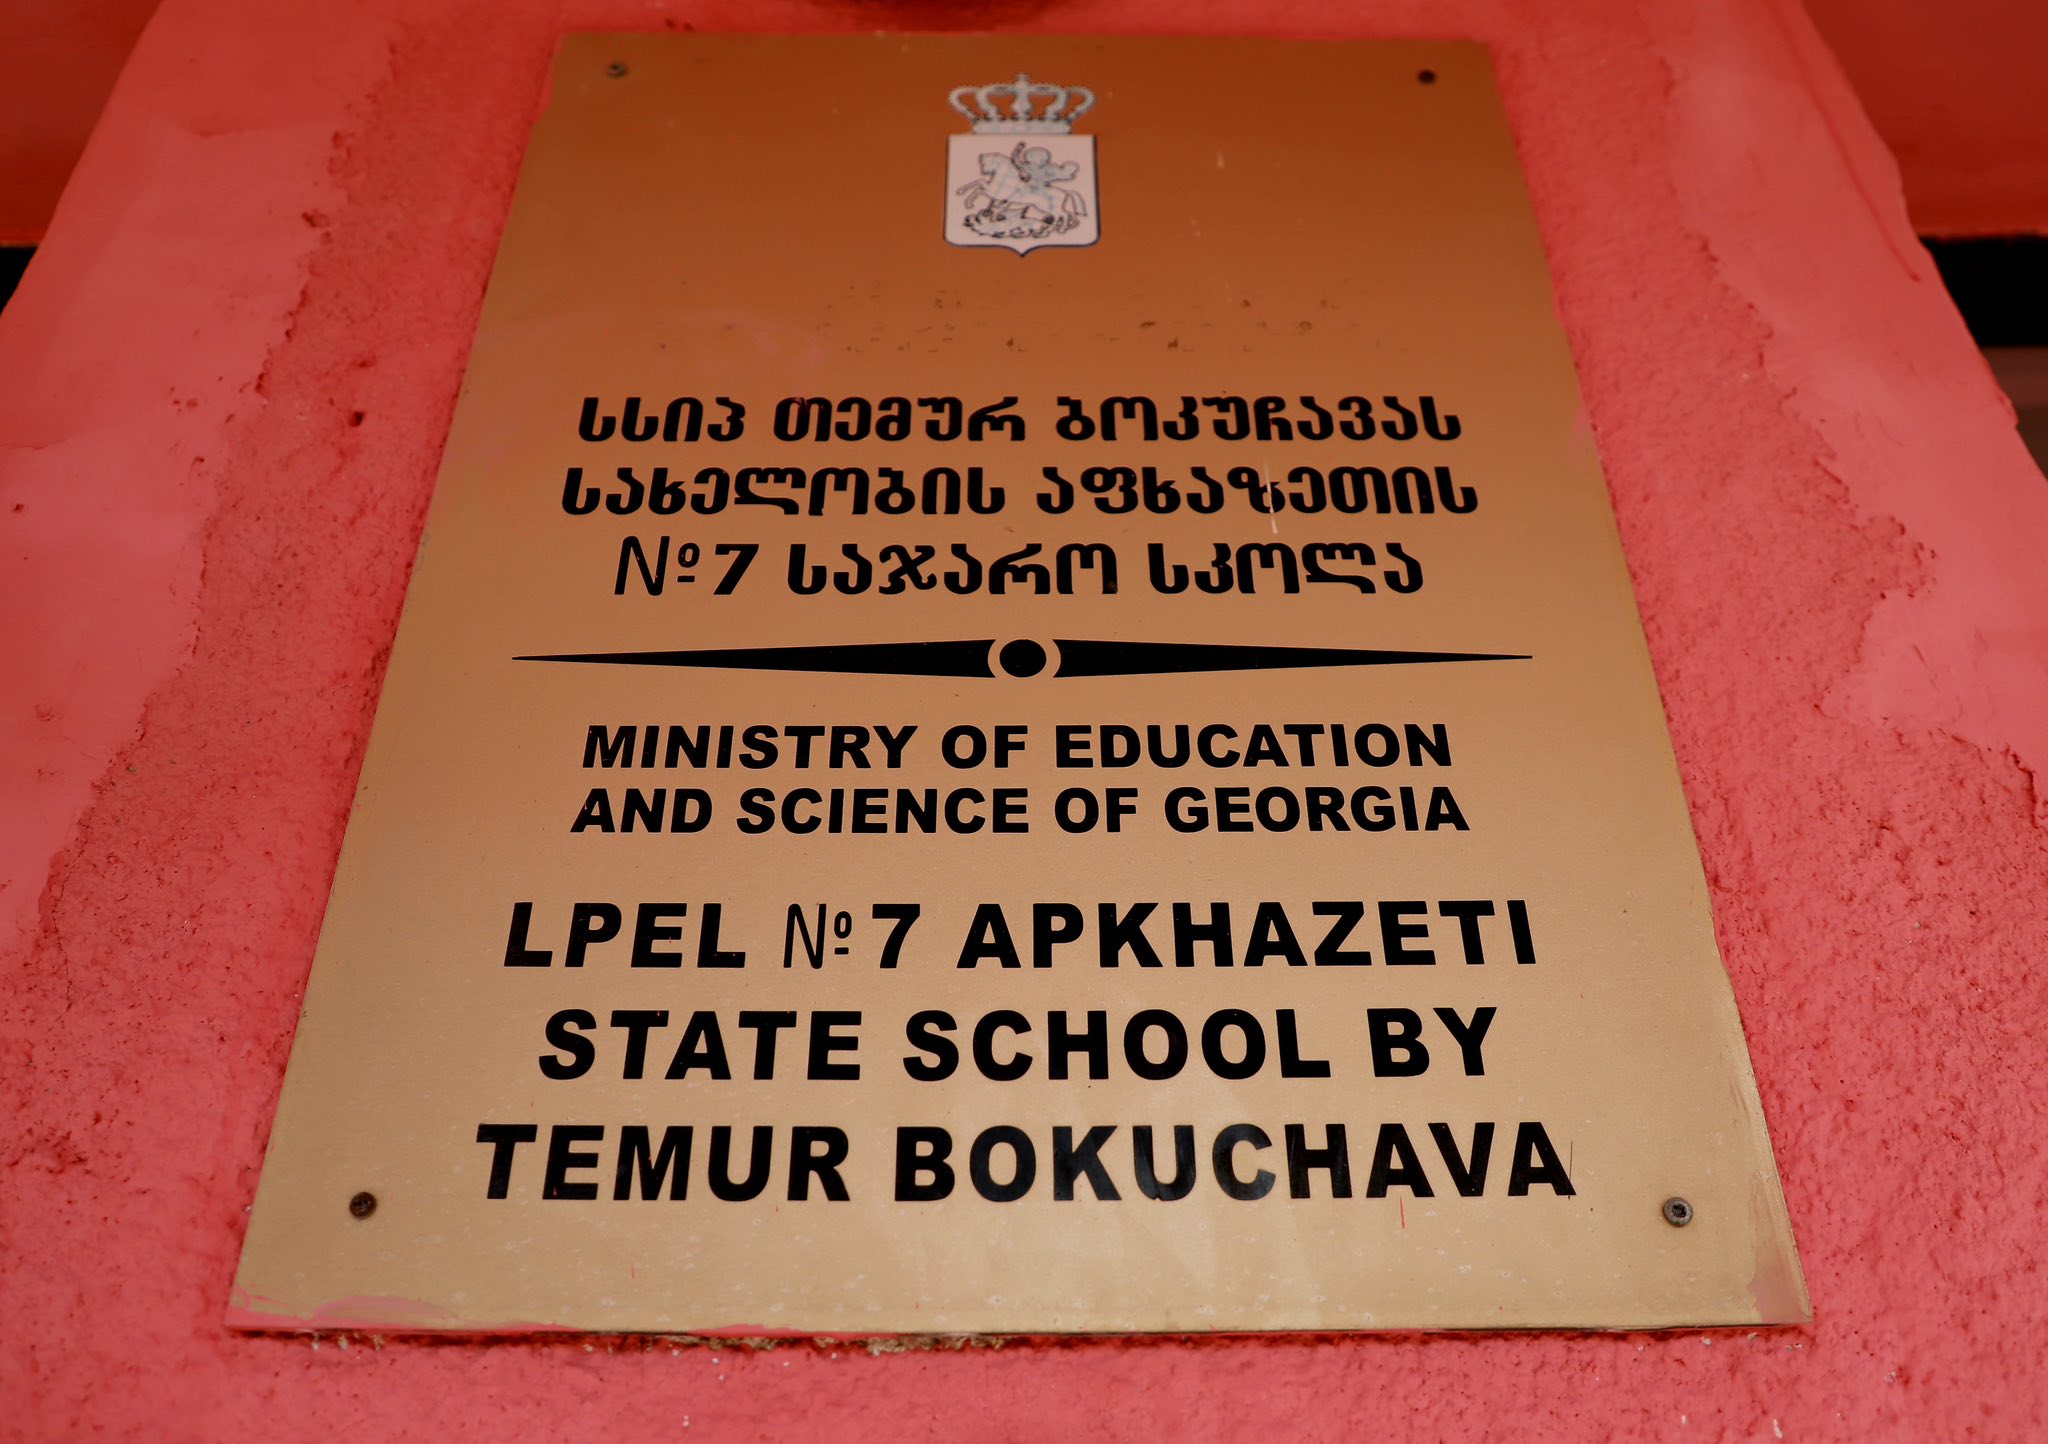 სსიპ თემურ ბოკუჩავას
სახელობის აფხაზეთის
№7 საჯარო სკოლა
MINISTRY OF EDUCATION
AND SCIENCE OF GEORGIA
LPEL №7 APKHAZETI
STATE SCHOOL BY
TEMUR BOKUCHAVA